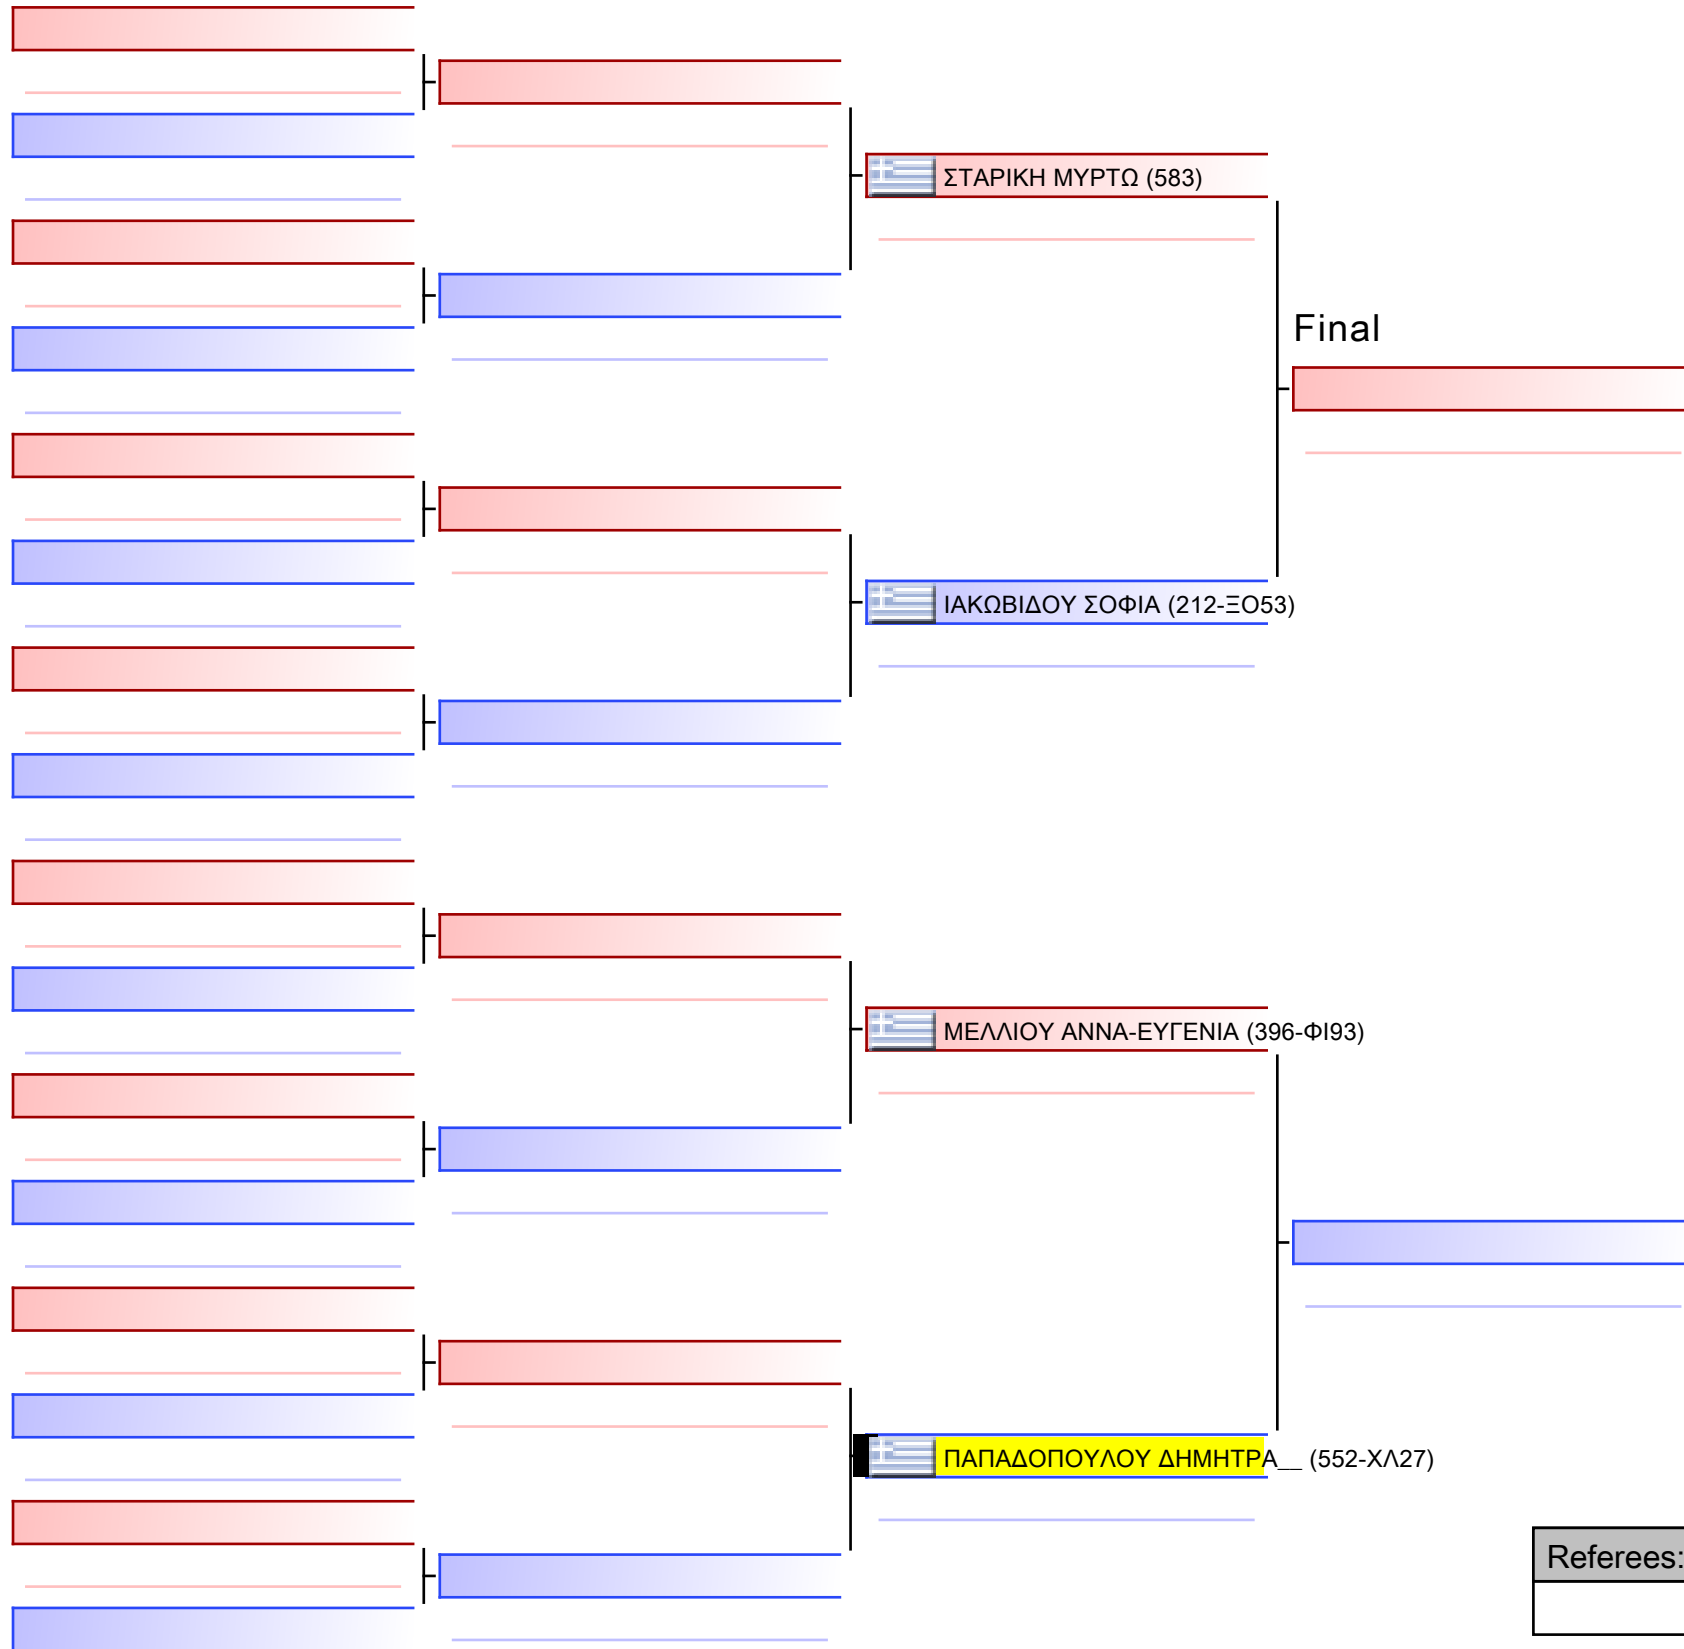 ΣΤΑΡΙΚΗ ΜΥΡΤΩ (583)
Final
ΙΑΚΩΒΙΔΟΥ ΣΟΦΙΑ (212-ΞΟ53)
ΜΕΛΛΙΟΥ ΑΝΝΑ-ΕΥΓΕΝΙΑ (396-ΦΙ93)
ΠΑΠΑΔΟΠΟΥΛΟΥ ΔΗΜΗΤΡΑ__ (552-ΧΛ27)
Referees: